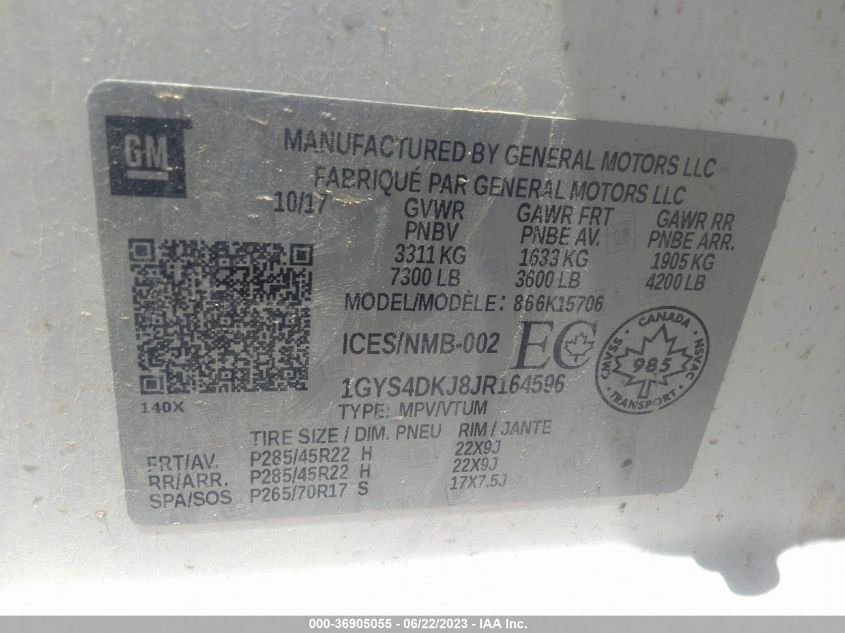 GM
MANUFACTURED BY GENERAL MOTORS LLC
FABRIQUÉ PAR GENERAL MOTORS LLC
10/17 GVWR GAWR FRT GAWR RR
PNBV PNBE AV. PNBE ARR.
3311 KG 1633 KG 1905 KG
7300 LB 3600 LB 4200 LB
MODEL/MODÈLE: 866K15706
ICES/NMB-002 EC
CANADA
SVAC/NSVAC
985
TRANSPORT
1GYS4DKJ8JR164596
140X
TYPE: MPV/VTUM
TIRE SIZE / DIM. PNEU RIM / JANTE
FRT/AV. P285/45R22 H 22X9J
RR/ARR. P285/45R22 H 22X9J
SPA/SOS P265/70R17 S 17X7.5J
000-36905055 - 06/22/2023 - IAA Inc.